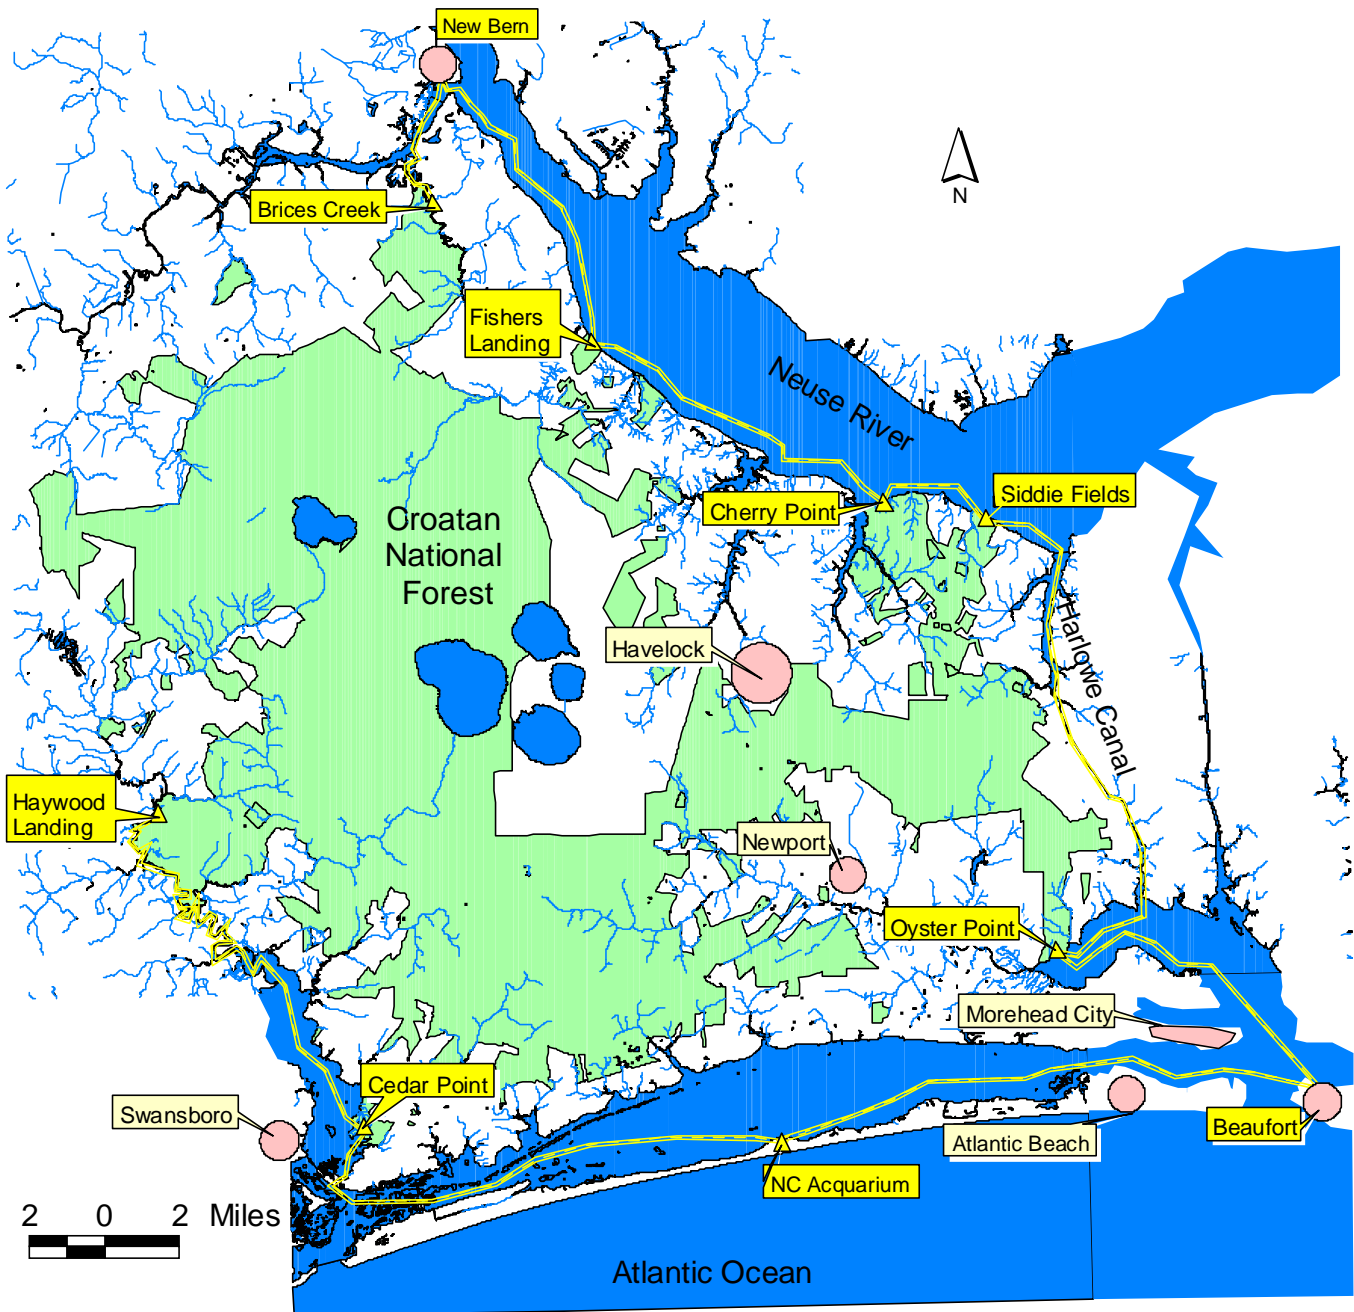 New Bern
N
Brices Creek
Fishers
Landing
Neuse River
Siddie Fields
Cherry Point
Croatan
National
Forest
Harlowe Canal
Havelock
Haywood
Landing
Newport
Oyster Point
Morehead City
Cedar Point
Swansboro
Beaufort
Atlantic Beach
NC Acquarium
2 0 2 Miles
Atlantic Ocean